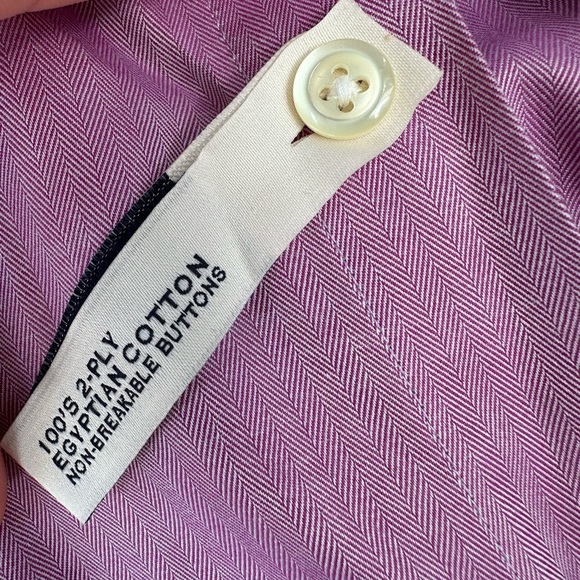 100'S 2-PLY
EGYPTIAN COTTON
NON-BREAKABLE BUTTONS